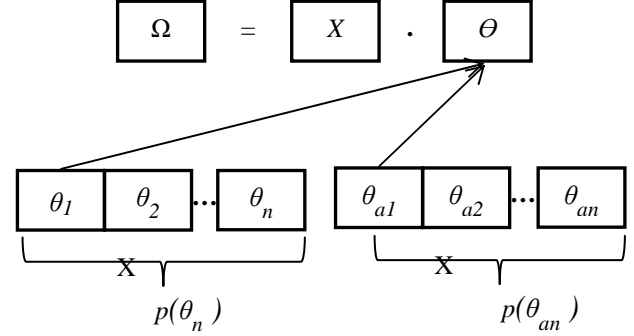 Ω = X · Θ
θ1 θ2 ... θn θa1 θa2 ... θan
X X
p(θn) p(θan)